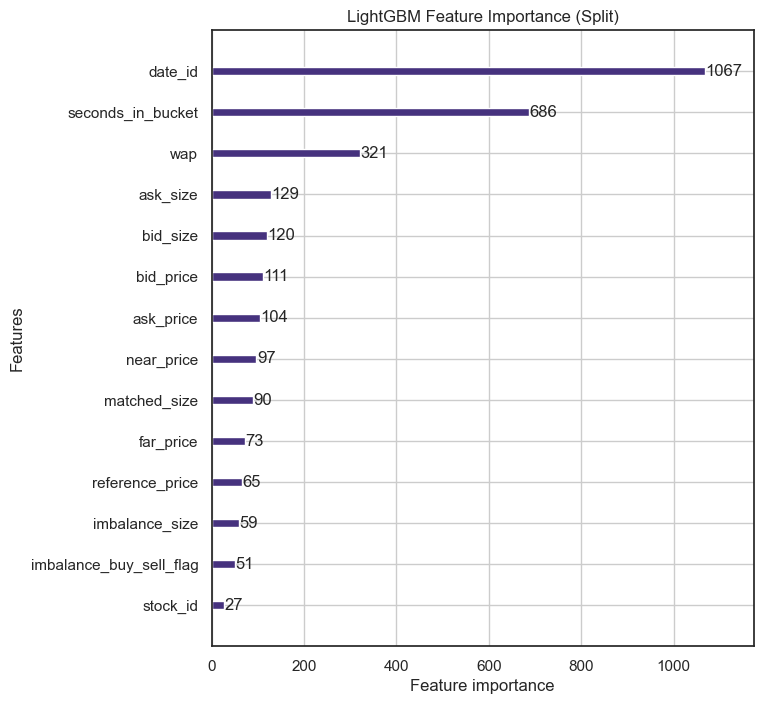 LightGBM Feature Importance (Split)
date_id 1067
seconds_in_bucket 686
wap 321
ask_size 129
bid_size 120
bid_price 111
ask_price 104
near_price 97
matched_size 90
far_price 73
reference_price 65
imbalance_size 59
imbalance_buy_sell_flag 51
stock_id 27
Features
0 200 400 600 800 1000
Feature importance